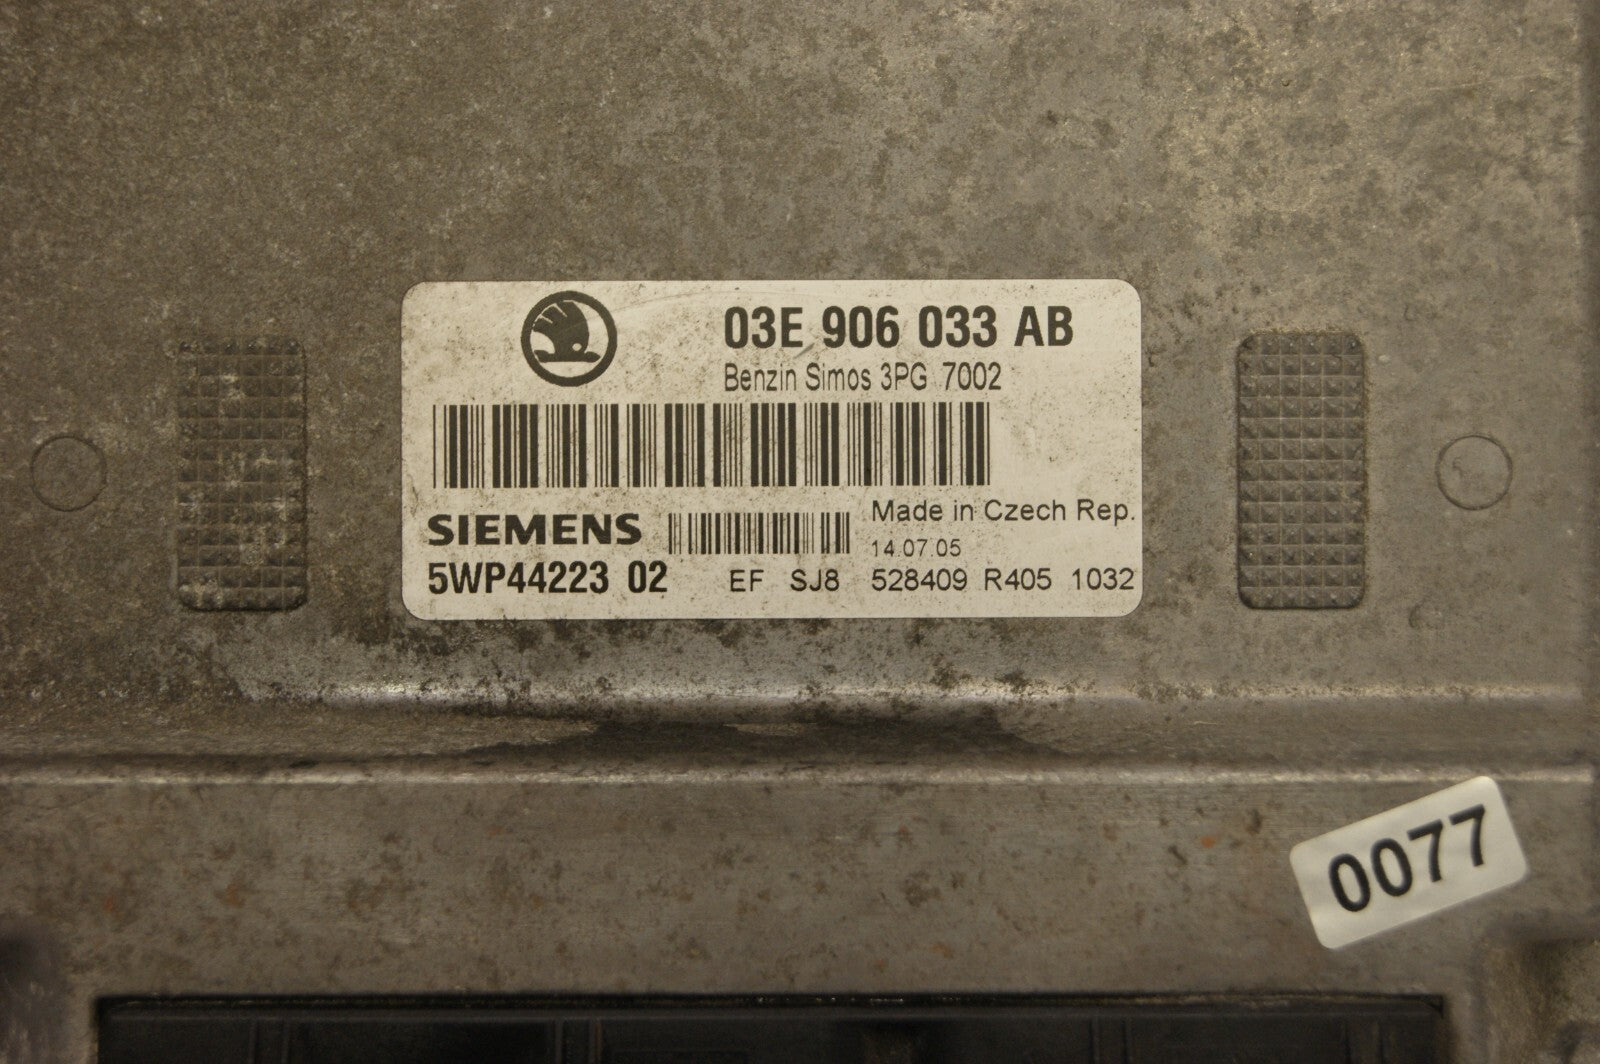 03E 906 033 AB
Benzin Simos 3PG 7002
SIEMENS
Made in Czech Rep.
14.07.05
5WP44223 02
EF SJ8 528409 R405 1032
0077